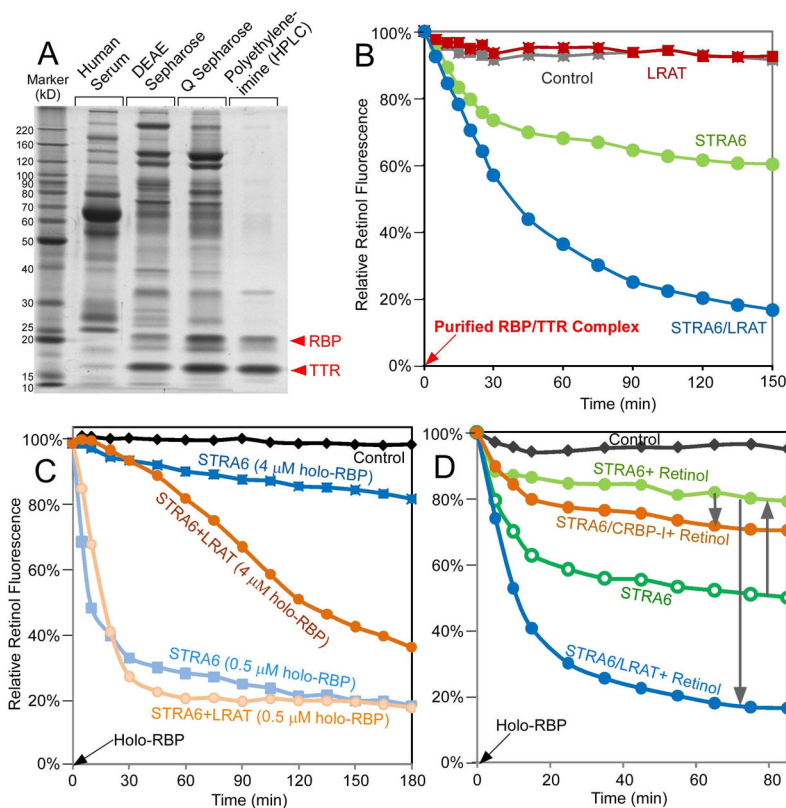 A
Marker
(kD)
Human
Serum
DEAE
Sepharose
Q Sepharose
Polyethylene-
imine (HPLC)
220
160
120
100
90
80
70
60
50
40
30
25
20
15
10
RBP
TTR
B
Relative Retinol Fluorescence
100%
80%
60%
40%
20%
0%
Control
LRAT
STRA6
STRA6/LRAT
Purified RBP/TTR Complex
0
30
60
90
120
150
Time (min)
C
Relative Retinol Fluorescence
100%
80%
60%
40%
20%
0%
Control
STRA6 (4 µM holo-RBP)
STRA6+LRAT (4 µM holo-RBP)
STRA6 (0.5 µM holo-RBP)
STRA6+LRAT (0.5 µM holo-RBP)
Holo-RBP
0
30
60
90
120
150
180
Time (min)
D
100%
80%
60%
40%
20%
0%
Control
STRA6+ Retinol
STRA6/CRBP-I+ Retinol
STRA6
STRA6/LRAT+ Retinol
Holo-RBP
0
20
40
60
80
Time (min)